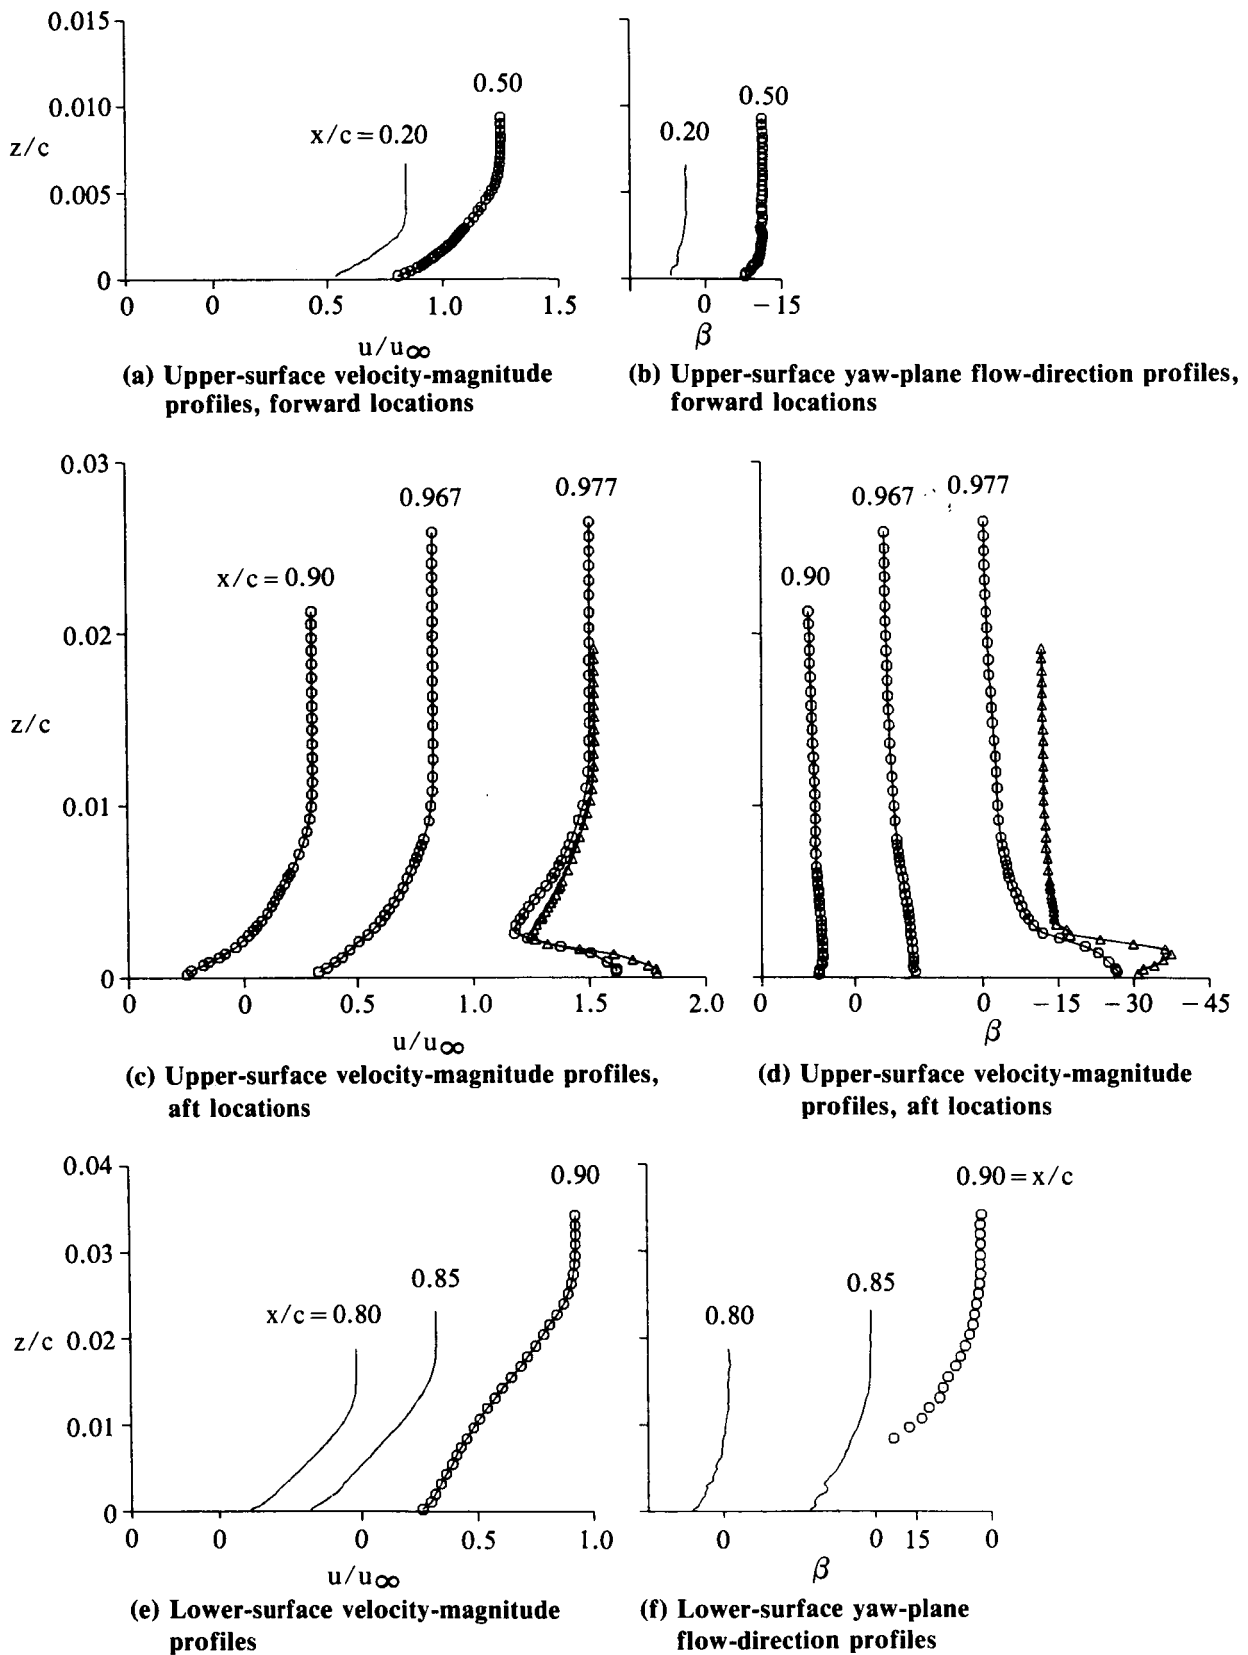 0.015
0.010
z/c
0.005
0
x/c = 0.20
0.50
0 0 0.5 1.0 1.5
u/u∞
0.20
0.50
0 −15
β
(a) Upper-surface velocity-magnitude
profiles, forward locations
(b) Upper-surface yaw-plane flow-direction profiles,
forward locations
0.03
0.02
z/c
0.01
0
x/c = 0.90
0.967
0.977
0 0 0.5 1.0 1.5 2.0
u/u∞
0.90
0.967
0.977
0 0 0 −15 −30 −45
β
(c) Upper-surface velocity-magnitude profiles,
aft locations
(d) Upper-surface velocity-magnitude
profiles, aft locations
0.04
0.03
z/c 0.02
0.01
0
x/c = 0.80
0.85
0.90
0 0 0 0.5 1.0
u/u∞
0.80
0.85
0.90 = x/c
0 0 15 0
β
(e) Lower-surface velocity-magnitude
profiles
(f) Lower-surface yaw-plane
flow-direction profiles